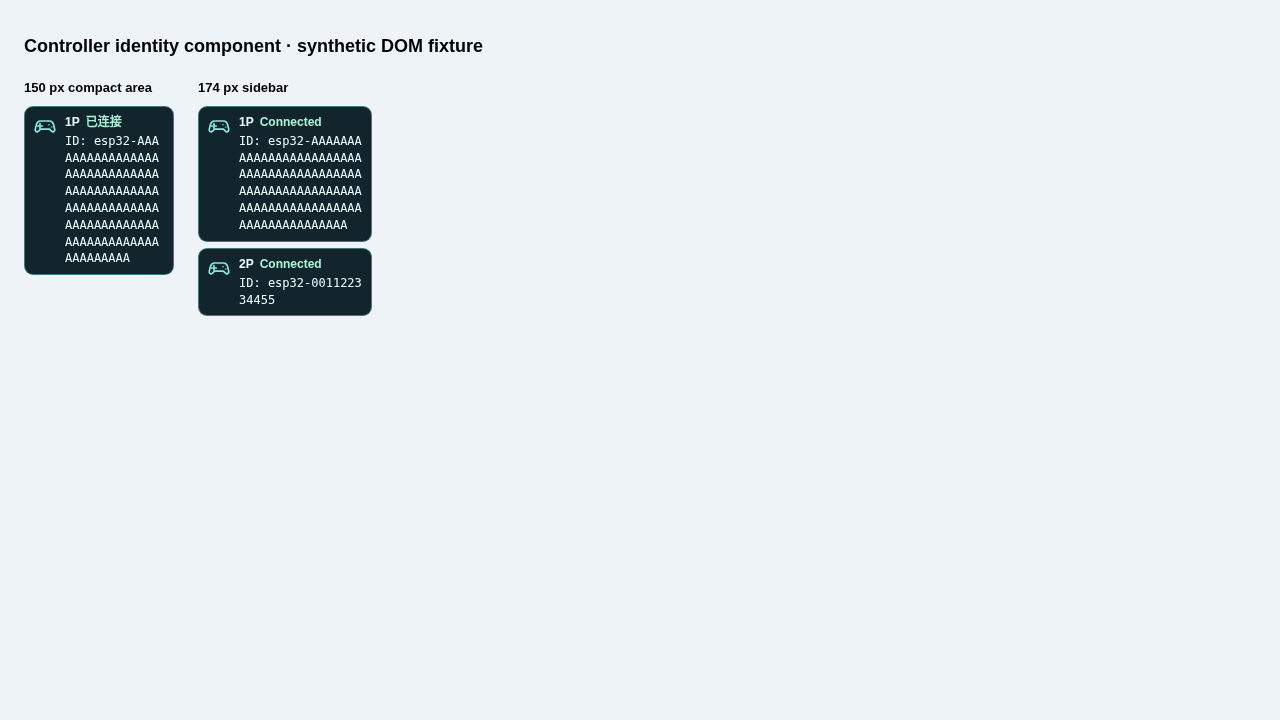 Controller identity component · synthetic DOM fixture
150 px compact area
1P 已连接
ID: esp32-AAA
AAAAAAAAAAAAA
AAAAAAAAAAAAA
AAAAAAAAAAAAA
AAAAAAAAAAAAA
AAAAAAAAAAAAA
AAAAAAAAAAAAA
AAAAAAAAA
174 px sidebar
1P Connected
ID: esp32-AAAAAAA
AAAAAAAAAAAAAAAAA
AAAAAAAAAAAAAAAAA
AAAAAAAAAAAAAAAAA
AAAAAAAAAAAAAAAAA
AAAAAAAAAAAAAAA
2P Connected
ID: esp32-0011223
34455